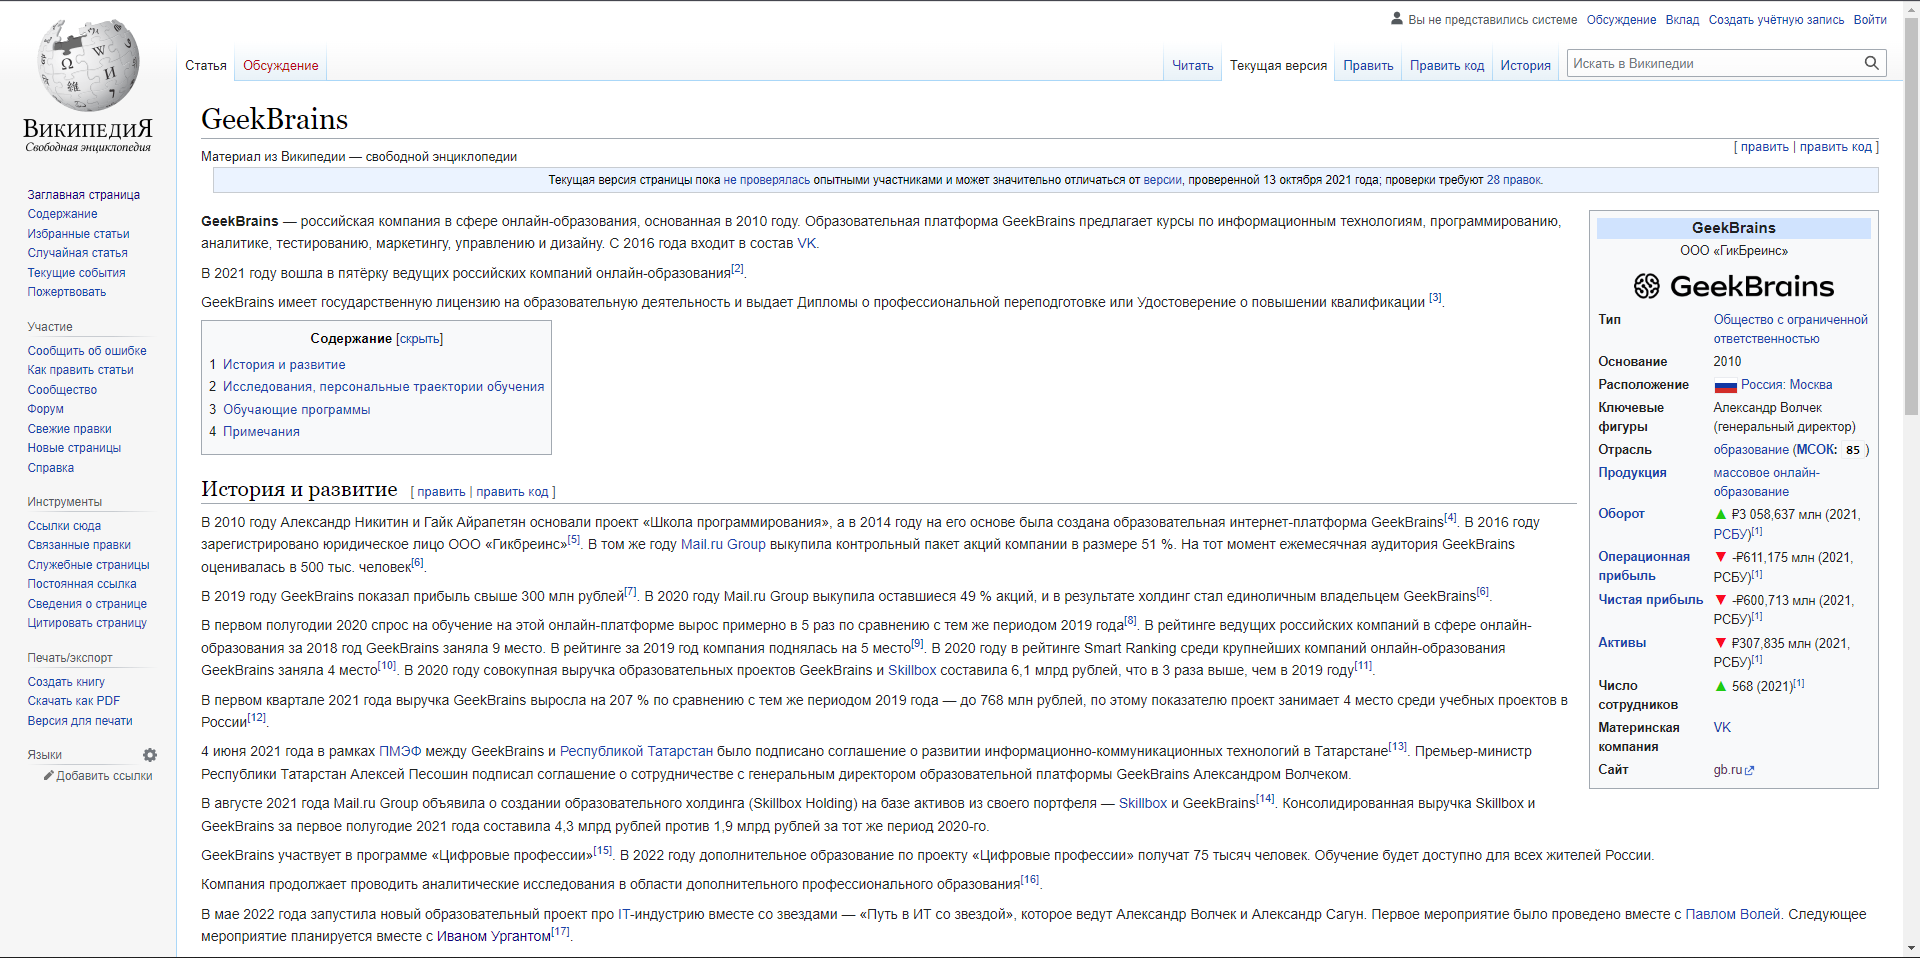 Вы не представились системе Обсуждение Вклад Создать учётную запись Войти
ВИКИПЕДИЯ
Свободная энциклопедия
Статья Обсуждение Читать Текущая версия Править Править код История Искать в Википедии
GeekBrains
[ править | править код ]
Материал из Википедии — свободной энциклопедии
Текущая версия страницы пока не проверялась опытными участниками и может значительно отличаться от версии, проверенной 13 октября 2021 года; проверки требуют 28 правок.
Заглавная страница
Содержание
Избранные статьи
Случайная статья
Текущие события
Пожертвовать
Участие
Сообщить об ошибке
Как править статьи
Сообщество
Форум
Свежие правки
Новые страницы
Справка
Инструменты
Ссылки сюда
Связанные правки
Служебные страницы
Постоянная ссылка
Сведения о странице
Цитировать страницу
Печать/экспорт
Создать книгу
Скачать как PDF
Версия для печати
Языки
Добавить ссылки
GeekBrains — российская компания в сфере онлайн-образования, основанная в 2010 году. Образовательная платформа GeekBrains предлагает курсы по информационным технологиям, программированию,
аналитике, тестированию, маркетингу, управлению и дизайну. С 2016 года входит в состав VK.
В 2021 году вошла в пятёрку ведущих российских компаний онлайн-образования[2].
GeekBrains имеет государственную лицензию на образовательную деятельность и выдает Дипломы о профессиональной переподготовке или Удостоверение о повышении квалификации [3].
Содержание [скрыть]
1 История и развитие
2 Исследования, персональные траектории обучения
3 Обучающие программы
4 Примечания
История и развитие [ править | править код ]
В 2010 году Александр Никитин и Гайк Айрапетян основали проект «Школа программирования», а в 2014 году на его основе была создана образовательная интернет-платформа GeekBrains[4]. В 2016 году
зарегистрировано юридическое лицо ООО «Гикбреинс»[5]. В том же году Mail.ru Group выкупила контрольный пакет акций компании в размере 51 %. На тот момент ежемесячная аудитория GeekBrains
оценивалась в 500 тыс. человек[6].
В 2019 году GeekBrains показал прибыль свыше 300 млн рублей[7]. В 2020 году Mail.ru Group выкупила оставшиеся 49 % акций, и в результате холдинг стал единоличным владельцем GeekBrains[6].
В первом полугодии 2020 спрос на обучение на этой онлайн-платформе вырос примерно в 5 раз по сравнению с тем же периодом 2019 года[8]. В рейтинге ведущих российских компаний в сфере онлайн-
образования за 2018 год GeekBrains заняла 9 место. В рейтинге за 2019 год компания поднялась на 5 место[9]. В 2020 году в рейтинге Smart Ranking среди крупнейших компаний онлайн-образования
GeekBrains заняла 4 место[10]. В 2020 году совокупная выручка образовательных проектов GeekBrains и Skillbox составила 6,1 млрд рублей, что в 3 раза выше, чем в 2019 году[11].
В первом квартале 2021 года выручка GeekBrains выросла на 207 % по сравнению с тем же периодом 2019 года — до 768 млн рублей, по этому показателю проект занимает 4 место среди учебных проектов в
России[12].
4 июня 2021 года в рамках ПМЭФ между GeekBrains и Республикой Татарстан было подписано соглашение о развитии информационно-коммуникационных технологий в Татарстане[13]. Премьер-министр
Республики Татарстан Алексей Песошин подписал соглашение о сотрудничестве с генеральным директором образовательной платформы GeekBrains Александром Волчеком.
В августе 2021 года Mail.ru Group объявила о создании образовательного холдинга (Skillbox Holding) на базе активов из своего портфеля — Skillbox и GeekBrains[14]. Консолидированная выручка Skillbox и
GeekBrains за первое полугодие 2021 года составила 4,3 млрд рублей против 1,9 млрд рублей за тот же период 2020-го.
GeekBrains участвует в программе «Цифровые профессии»[15]. В 2022 году дополнительное образование по проекту «Цифровые профессии» получат 75 тысяч человек. Обучение будет доступно для всех жителей России.
Компания продолжает проводить аналитические исследования в области дополнительного профессионального образования[16].
В мае 2022 года запустила новый образовательный проект про IT-индустрию вместе со звездами — «Путь в ИТ со звездой», которое ведут Александр Волчек и Александр Сагун. Первое мероприятие было проведено вместе с Павлом Волей. Следующее
мероприятие планируется вместе с Иваном Ургантом[17].
GeekBrains
ООО «ГикБреинс»
GeekBrains
Тип Общество с ограниченной
ответственностью
Основание 2010
Расположение Россия: Москва
Ключевые Александр Волчек
фигуры (генеральный директор)
Отрасль образование (МСОК: 85 )
Продукция массовое онлайн-
образование
Оборот ▲ ₽3 058,637 млн (2021,
РСБУ)[1]
Операционная ▼ -₽611,175 млн (2021,
прибыль РСБУ)[1]
Чистая прибыль ▼ -₽600,713 млн (2021,
РСБУ)[1]
Активы ▼ ₽307,835 млн (2021,
РСБУ)[1]
Число ▲ 568 (2021)[1]
сотрудников
Материнская VK
компания
Сайт gb.ru